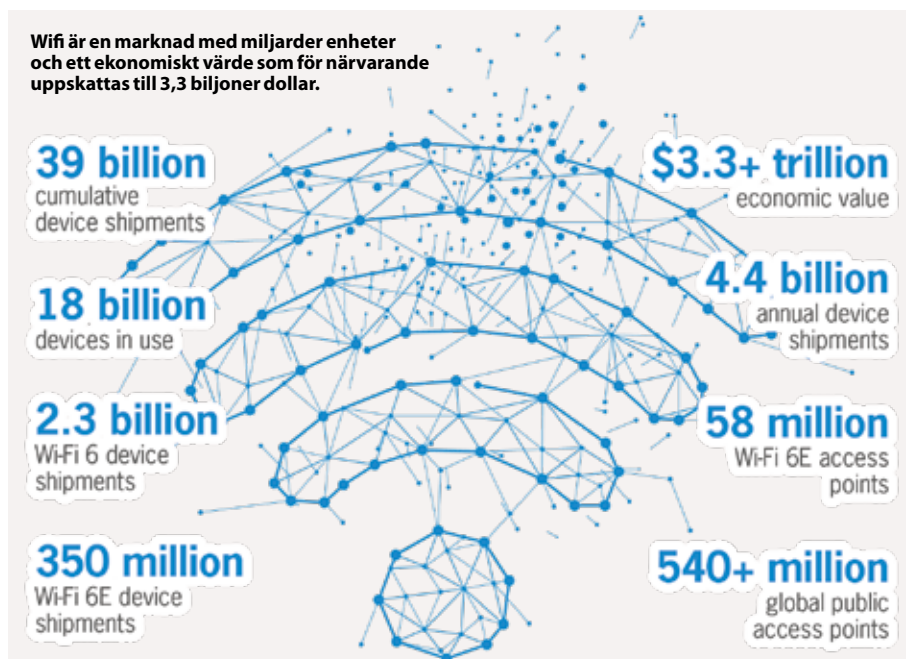 Wifi är en marknad med miljarder enheter
och ett ekonomiskt värde som för närvarande
uppskattas till 3,3 biljoner dollar.
39 billion
cumulative
device shipments
18 billion
devices in use
2.3 billion
Wi-Fi 6 device
shipments
350 million
Wi-Fi 6E device
shipments
$3.3+ trillion
economic value
4.4 billion
annual device
shipments
58 million
Wi-Fi 6E access
points
540+ million
global public
access points